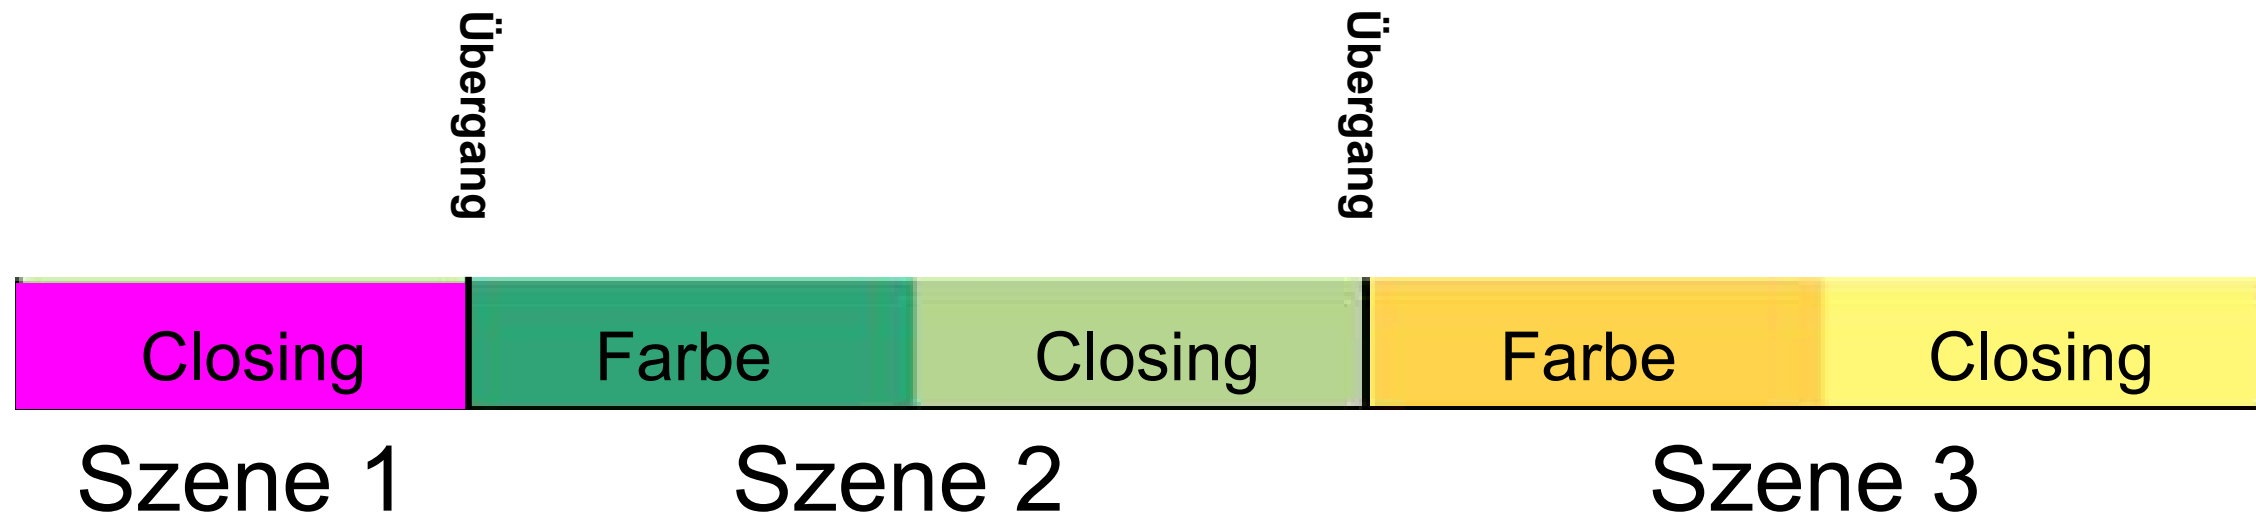 Übergang
Übergang
Closing
Farbe
Closing
Farbe
Closing
Szene 1
Szene 2
Szene 3